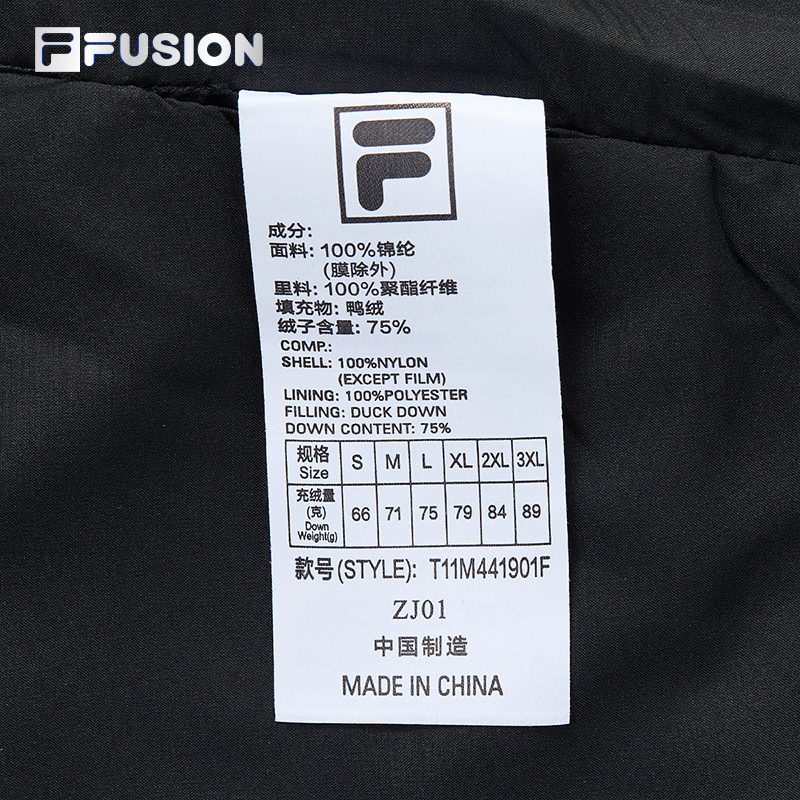 FUSION
成分:
面料: 100%锦纶
(膜除外)
里料: 100%聚酯纤维
填充物: 鸭绒
绒子含量: 75%
COMP.:
SHELL: 100%NYLON
(EXCEPT FILM)
LINING: 100%POLYESTER
FILLING: DUCK DOWN
DOWN CONTENT: 75%
规格 Size S M L XL 2XL 3XL
充绒量 (克) Down Weight(g) 66 71 75 79 84 89
款号(STYLE): T11M441901F
ZJ01
中国制造
MADE IN CHINA